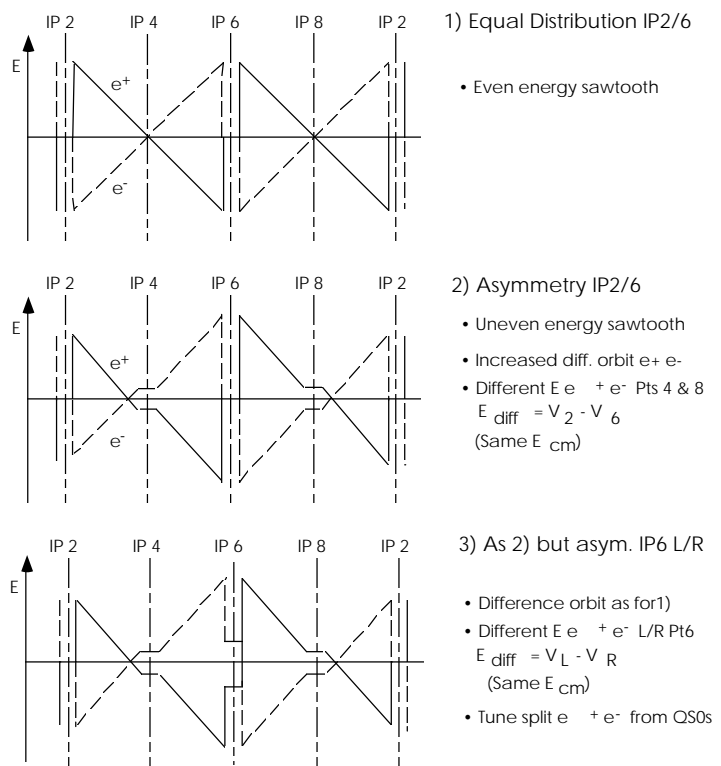 IP 2 IP 4 IP 6 IP 8 IP2/6
1) Equal Distribution IP2/6
E
e+
e-
• Even energy sawtooth
IP 2 IP 4 IP 6 IP 8 IP 2
2) Asymmetry IP2/6
E
e+
e-
• Uneven energy sawtooth
• Increased diff. orbit e+ e-
• Different E e + e- Pts 4 & 8
E diff = V 2 - V 6
(Same E cm)
IP 2 IP 4 IP 6 IP 8 IP 2
3) As 2) but asym. IP6 L/R
E
• Difference orbit as for1)
• Different E e + e- L/R Pt6
E diff = V L - V R
(Same E cm)
• Tune split e + e- from QS0s